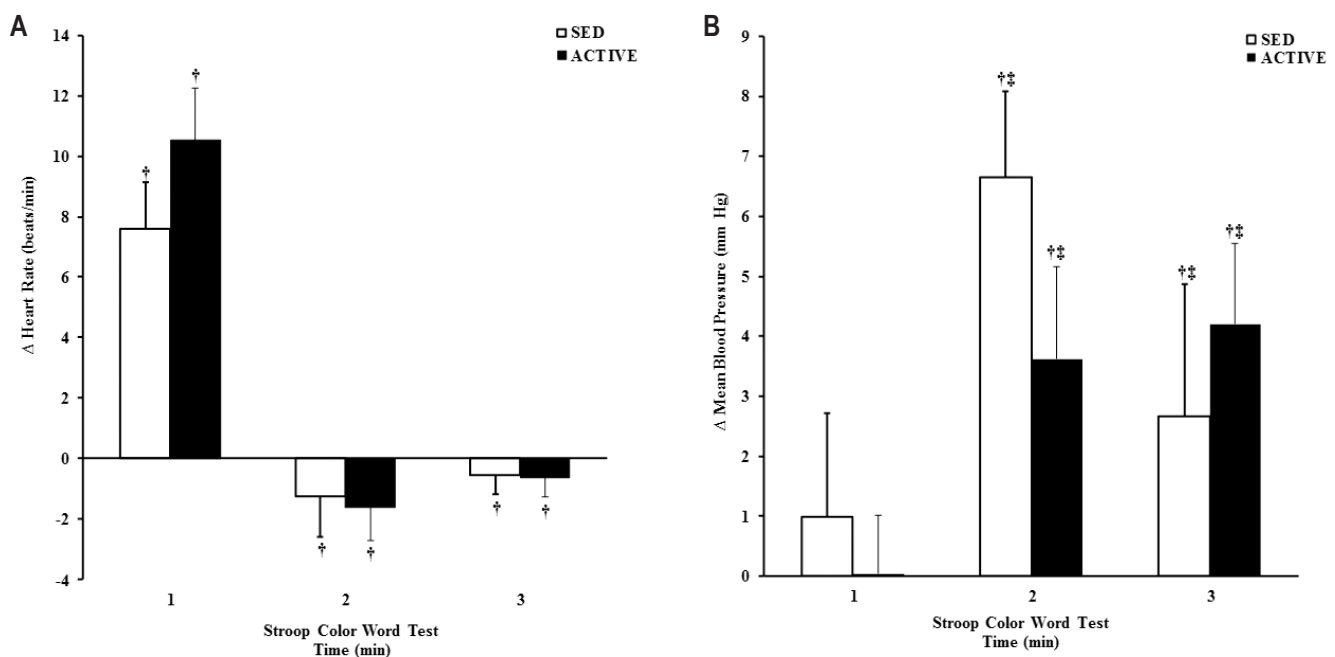 A
14
12
10
8
6
4
2
0
-2
-4
Δ Heart Rate (beats/min)
SED
ACTIVE
†
†
†
†
†
†
1 2 3
Stroop Color Word Test
Time (min)
B
9
8
7
6
5
4
3
2
1
0
Δ Mean Blood Pressure (mm Hg)
SED
ACTIVE
†‡
†‡
†‡
†‡
1 2 3
Stroop Color Word Test
Time (min)